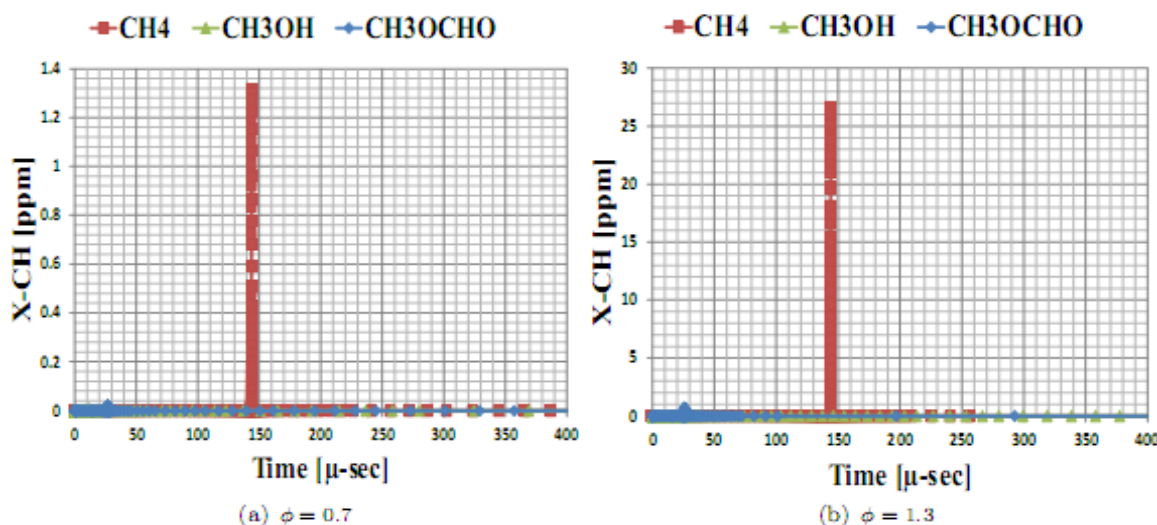 CH4 CH3OH CH3OCHO
1.4
1.2
1
0.8
0.6
0.4
0.2
0
X-CH [ppm]
0 50 100 150 200 250 300 350 400
Time [μ-sec]
(a) ϕ = 0.7
CH4 CH3OH CH3OCHO
30
25
20
15
10
5
0
X-CH [ppm]
0 50 100 150 200 250 300 350 400
Time [μ-sec]
(b) ϕ = 1.3